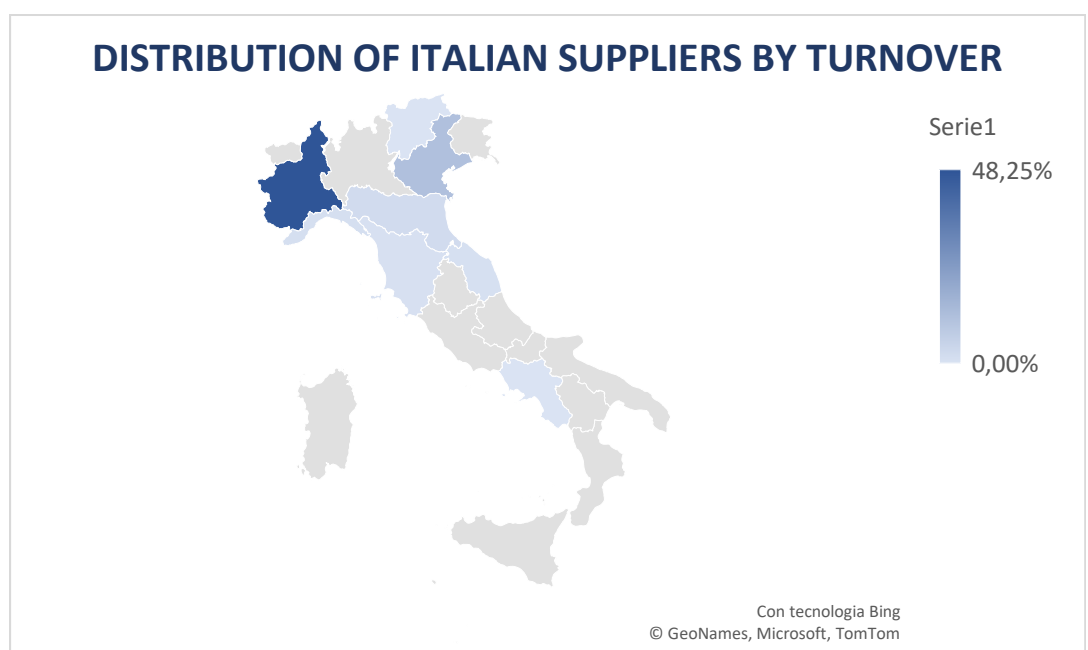 DISTRIBUTION OF ITALIAN SUPPLIERS BY TURNOVER
Serie1
48,25%
0,00%
Con tecnologia Bing
© GeoNames, Microsoft, TomTom